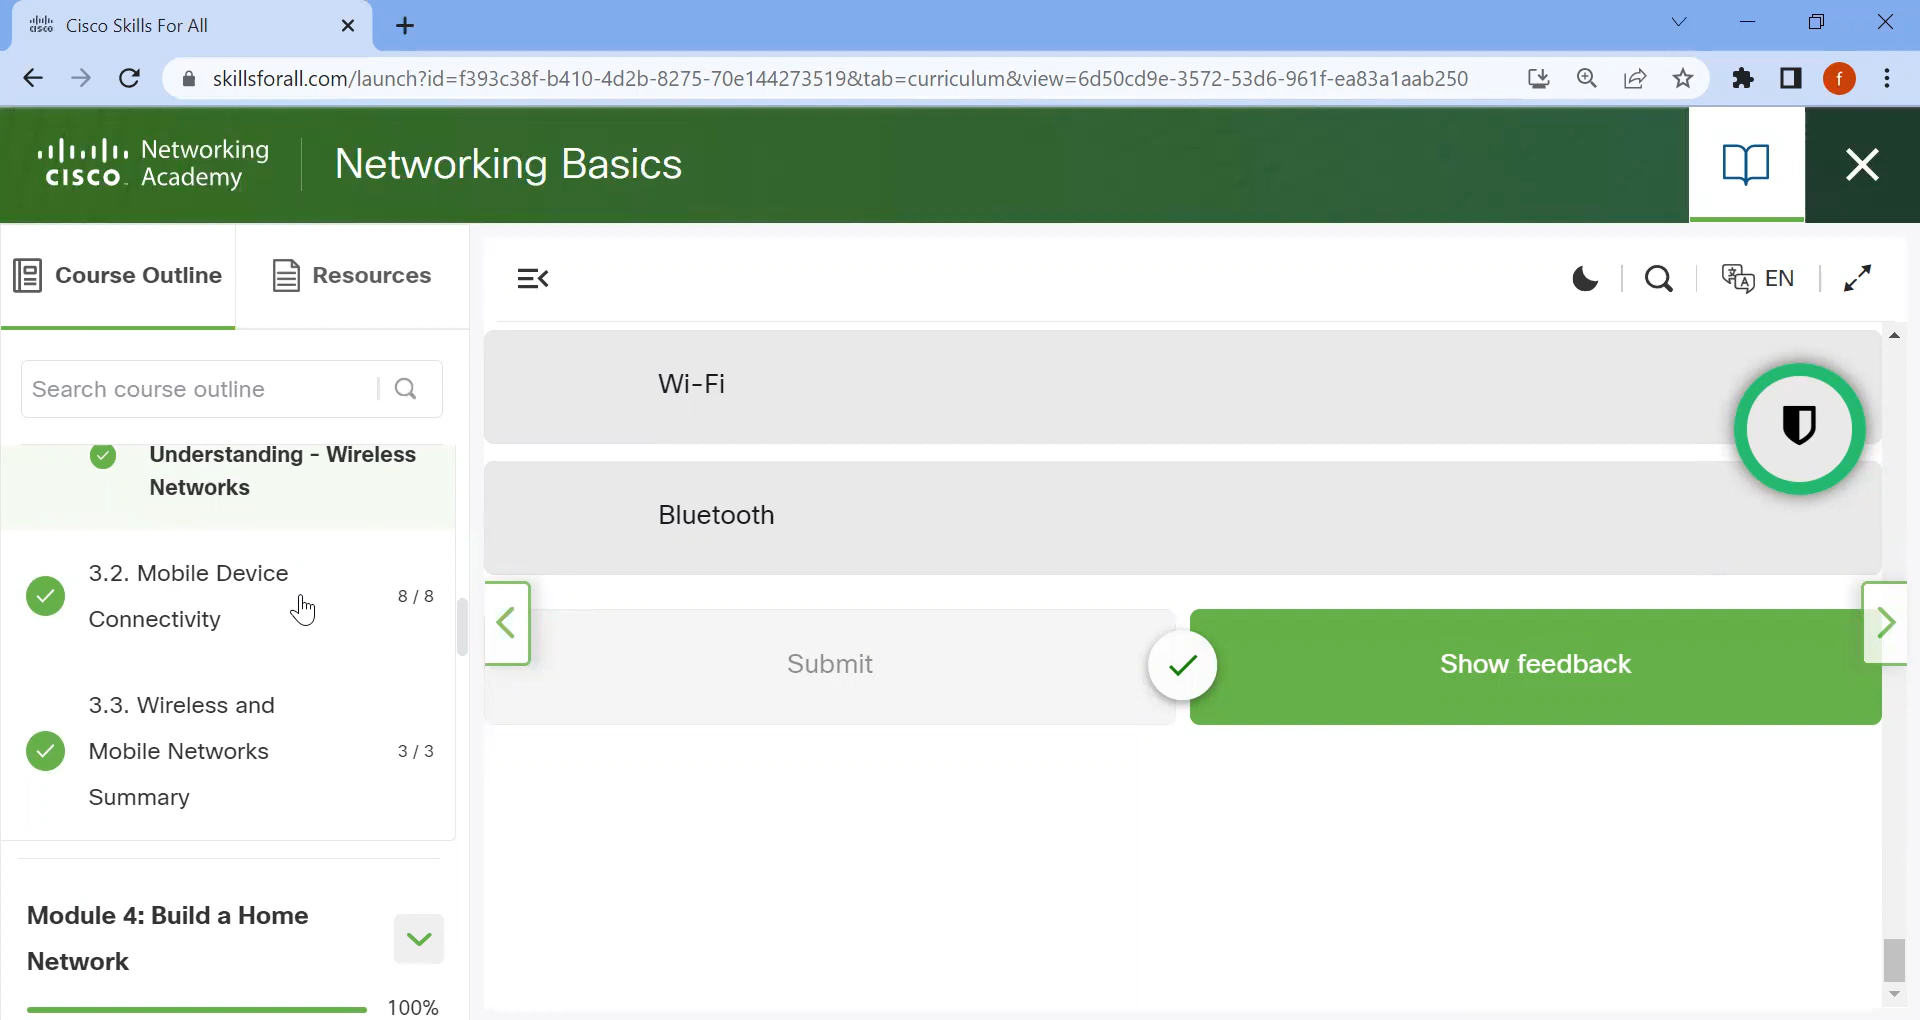 Cisco Skills For All
skillsforall.com/launch?id=f393c38f-b410-4d2b-8275-70e144273519&tab=curriculum&view=6d50cd9e-3572-53d6-961f-ea83a1aab250
f
CISCO Networking Academy
Networking Basics
Course Outline
Resources
EN
Search course outline
Understanding - Wireless
Networks
3.2. Mobile Device
Connectivity
8 / 8
3.3. Wireless and
Mobile Networks
Summary
3 / 3
Module 4: Build a Home
Network
100%
Wi-Fi
Bluetooth
Submit
Show feedback